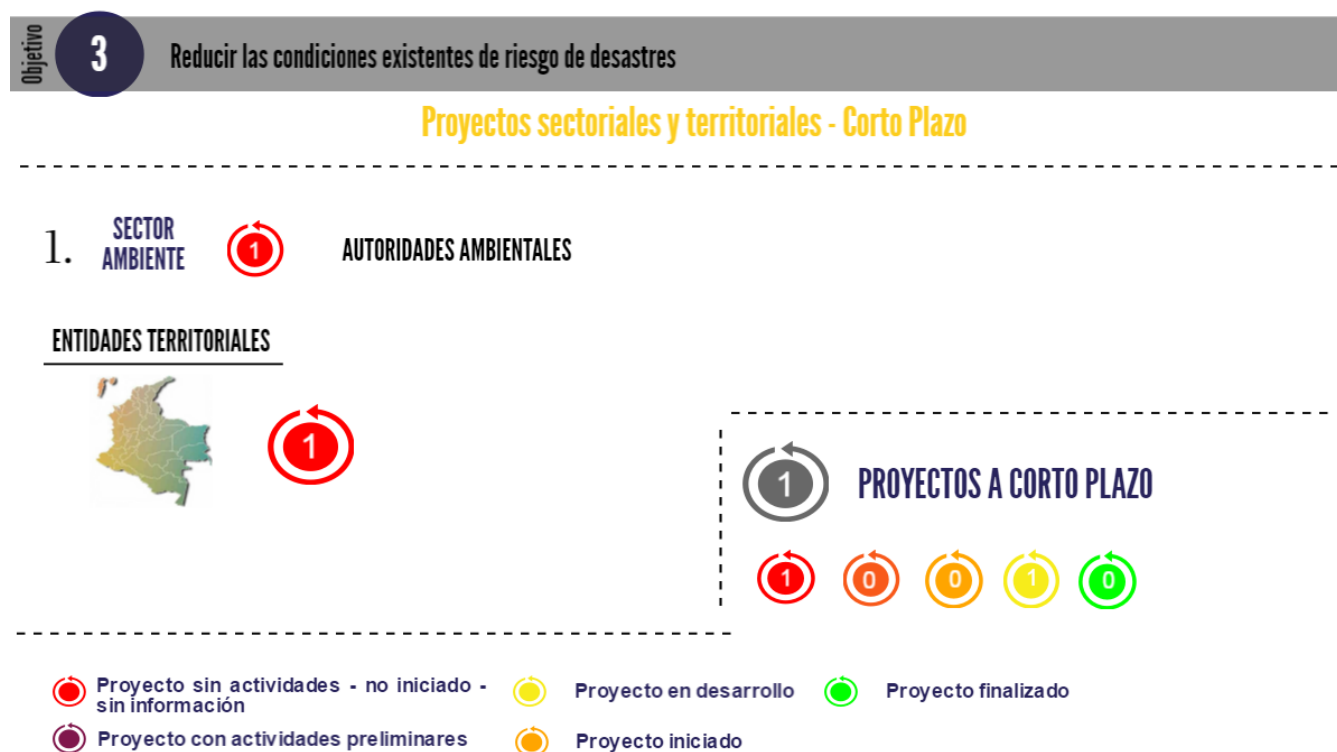 Objetivo
3
Reducir las condiciones existentes de riesgo de desastres
Proyectos sectoriales y territoriales - Corto Plazo
1.
SECTOR
AMBIENTE
1
AUTORIDADES AMBIENTALES
ENTIDADES TERRITORIALES
1
1
PROYECTOS A CORTO PLAZO
1 0 0 1 0
Proyecto sin actividades - no iniciado -
sin información
Proyecto en desarrollo
Proyecto finalizado
Proyecto con actividades preliminares
Proyecto iniciado